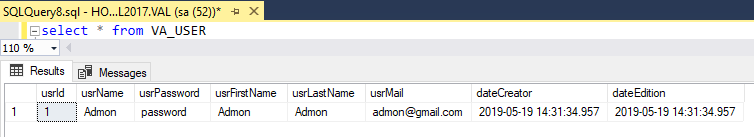 SQLQuery8.sql - HO...L2017.VAL (sa (52))*
select * from VA_USER
110 %
Results Messages
usrId usrName usrPassword usrFirstName usrLastName usrMail dateCreator dateEdition
1 1 Admon password Admon Admon admon@gmail.com 2019-05-19 14:31:34.957 2019-05-19 14:31:34.957